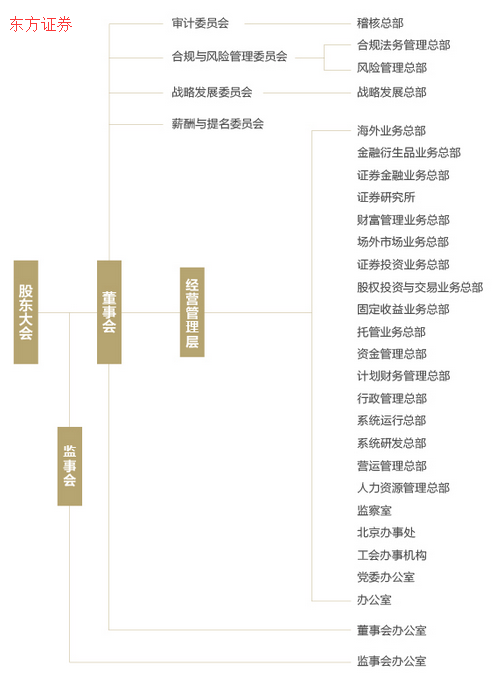 东方证券
审计委员会
稽核总部
合规与风险管理委员会
合规法务管理总部
风险管理总部
战略发展委员会
战略发展总部
薪酬与提名委员会
股东大会
董事会
经营管理层
监事会
海外业务总部
金融衍生品业务总部
证券金融业务总部
证券研究所
财富管理业务总部
场外市场业务总部
证券投资业务总部
股权投资与交易业务总部
固定收益业务总部
托管业务总部
资金管理总部
计划财务管理总部
行政管理总部
系统运行总部
系统研发总部
营运管理总部
人力资源管理总部
监察室
北京办事处
工会办事机构
党委办公室
办公室
董事会办公室
监事会办公室